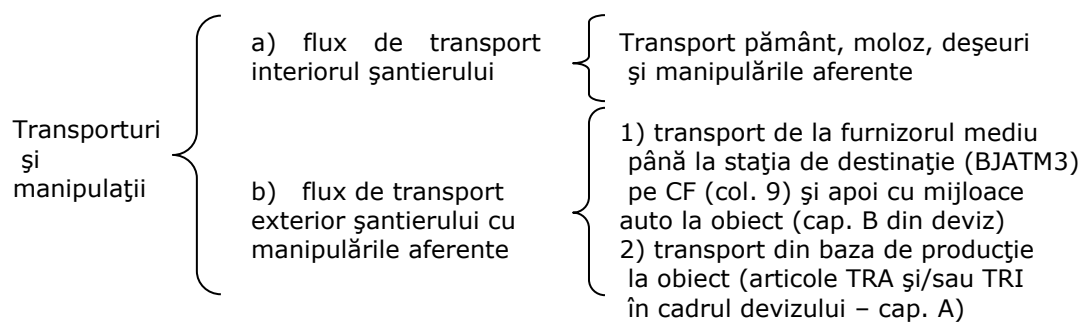 Transporturi
şi
manipulaţii
a) flux de transport
interiorul şantierului
Transport pământ, moloz, deşeuri
şi manipulările aferente
b) flux de transport
exterior şantierului cu
manipulările aferente
1) transport de la furnizorul mediu
până la staţia de destinaţie (BJATM3)
pe CF (col. 9) şi apoi cu mijloace
auto la obiect (cap. B din deviz)
2) transport din baza de producţie
la obiect (articole TRA şi/sau TRI
în cadrul devizului – cap. A)